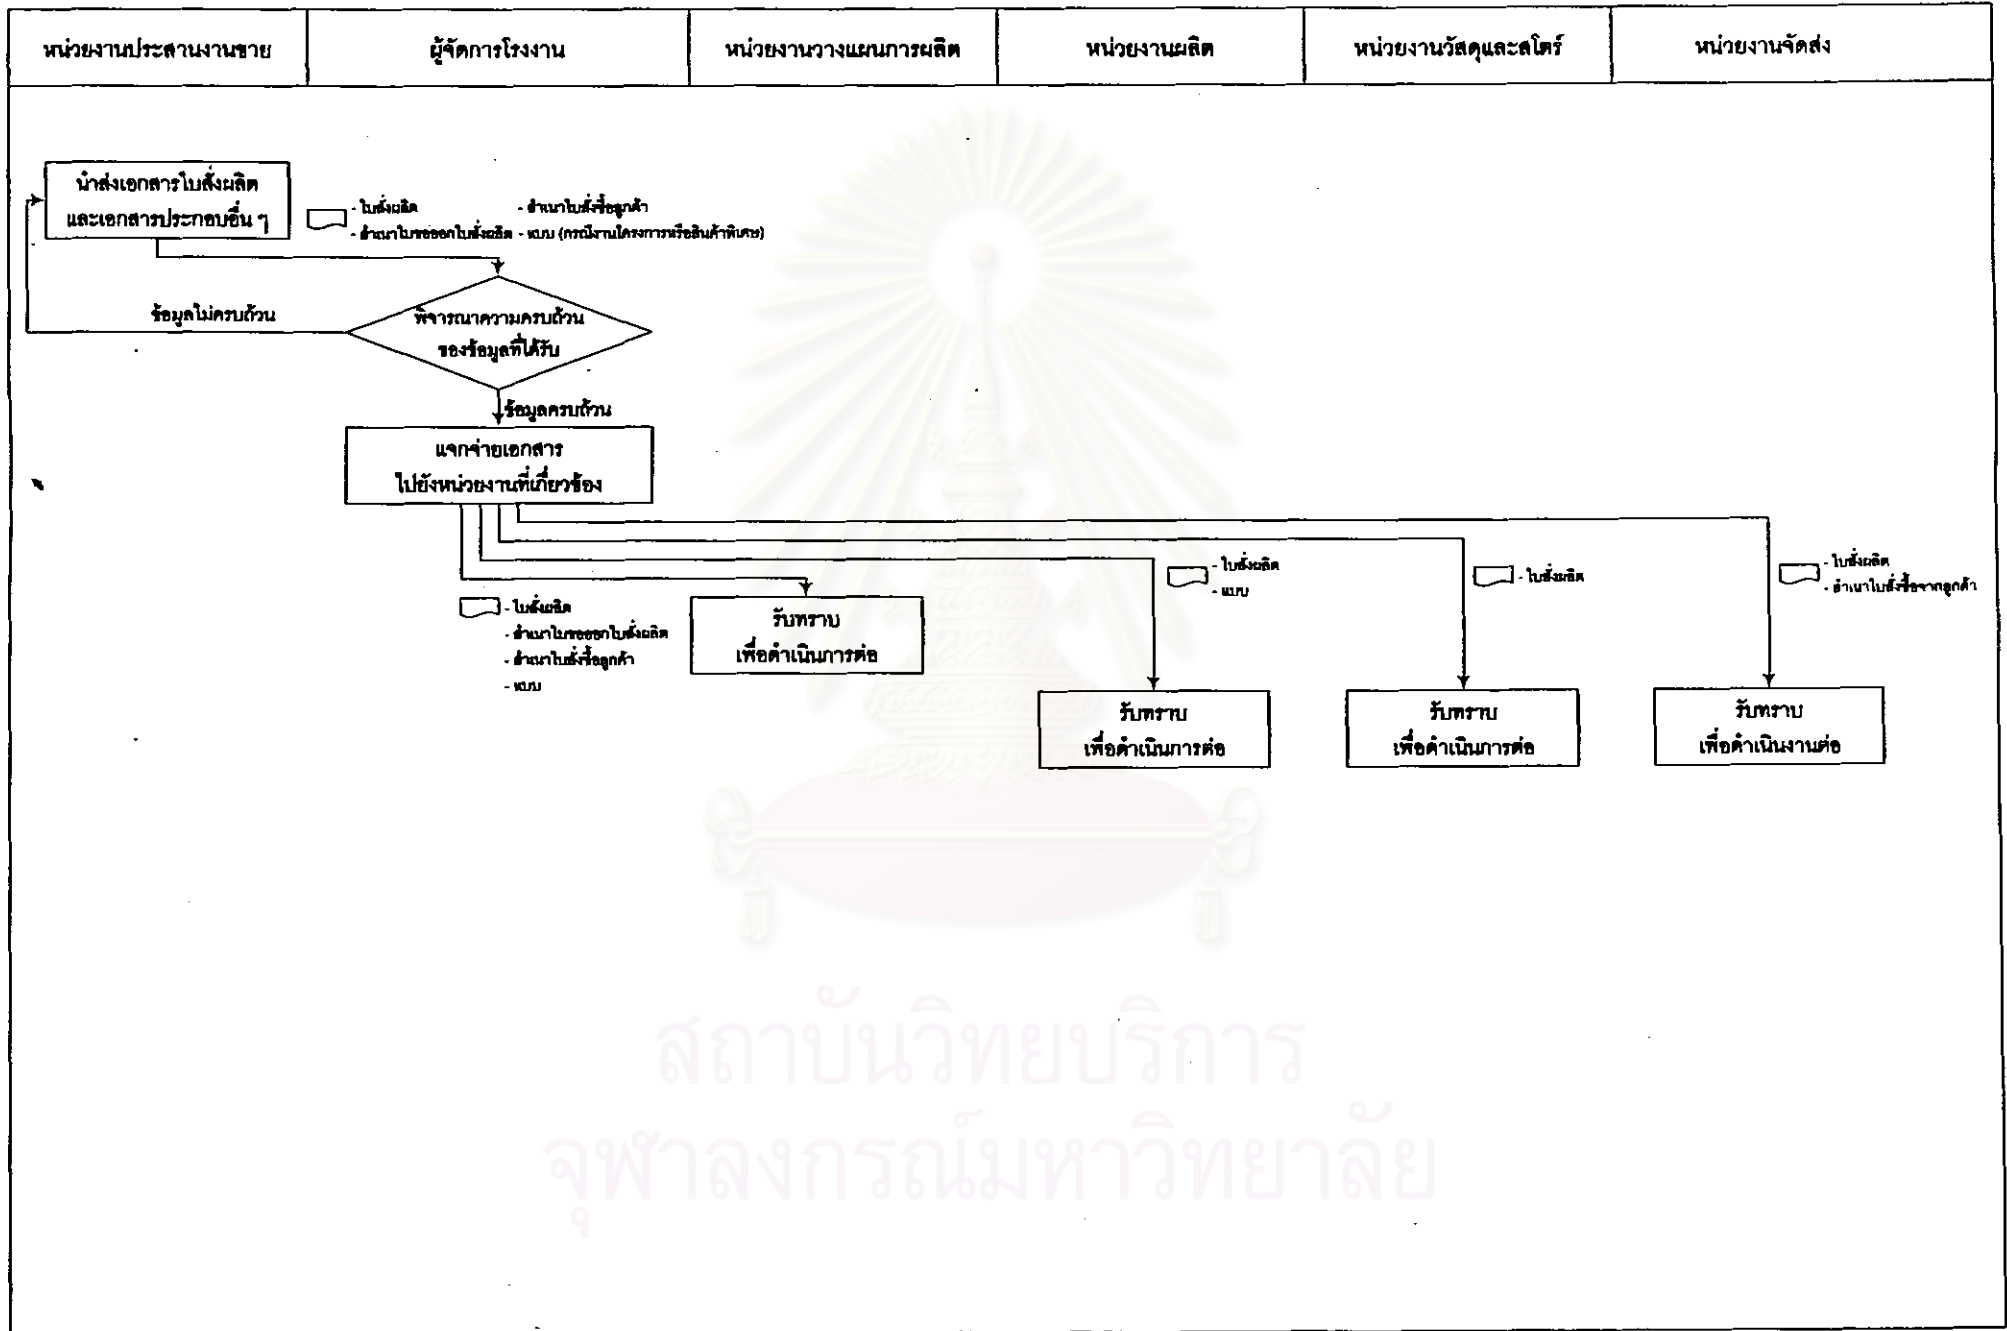 หน่วยงานประสานงานขาย
ผู้จัดการโรงงาน
หน่วยงานวางแผนการผลิต
หน่วยงานผลิต
หน่วยงานวัสดุและสโตร์
หน่วยงานจัดส่ง
นำส่งเอกสารใบสั่งผลิต
และเอกสารประกอบอื่น ๆ
- ใบสั่งผลิต
- สำเนาใบขอออกใบสั่งผลิต
- สำเนาใบสั่งซื้อลูกค้า
- แบบ (กรณีงานโครงการหรือสินค้าพิเศษ)
ข้อมูลไม่ครบถ้วน
พิจารณาความครบถ้วน
ของข้อมูลที่ได้รับ
ข้อมูลครบถ้วน
แจกจ่ายเอกสาร
ไปยังหน่วยงานที่เกี่ยวข้อง
- ใบสั่งผลิต
- สำเนาใบขอออกใบสั่งผลิต
- สำเนาใบสั่งซื้อลูกค้า
- แบบ
รับทราบ
เพื่อดำเนินการต่อ
- ใบสั่งผลิต
- แบบ
รับทราบ
เพื่อดำเนินการต่อ
- ใบสั่งผลิต
รับทราบ
เพื่อดำเนินการต่อ
- ใบสั่งผลิต
- สำเนาใบสั่งซื้อจากลูกค้า
รับทราบ
เพื่อดำเนินงานต่อ
สถาบันวิทยบริการ
จุฬาลงกรณ์มหาวิทยาลัย